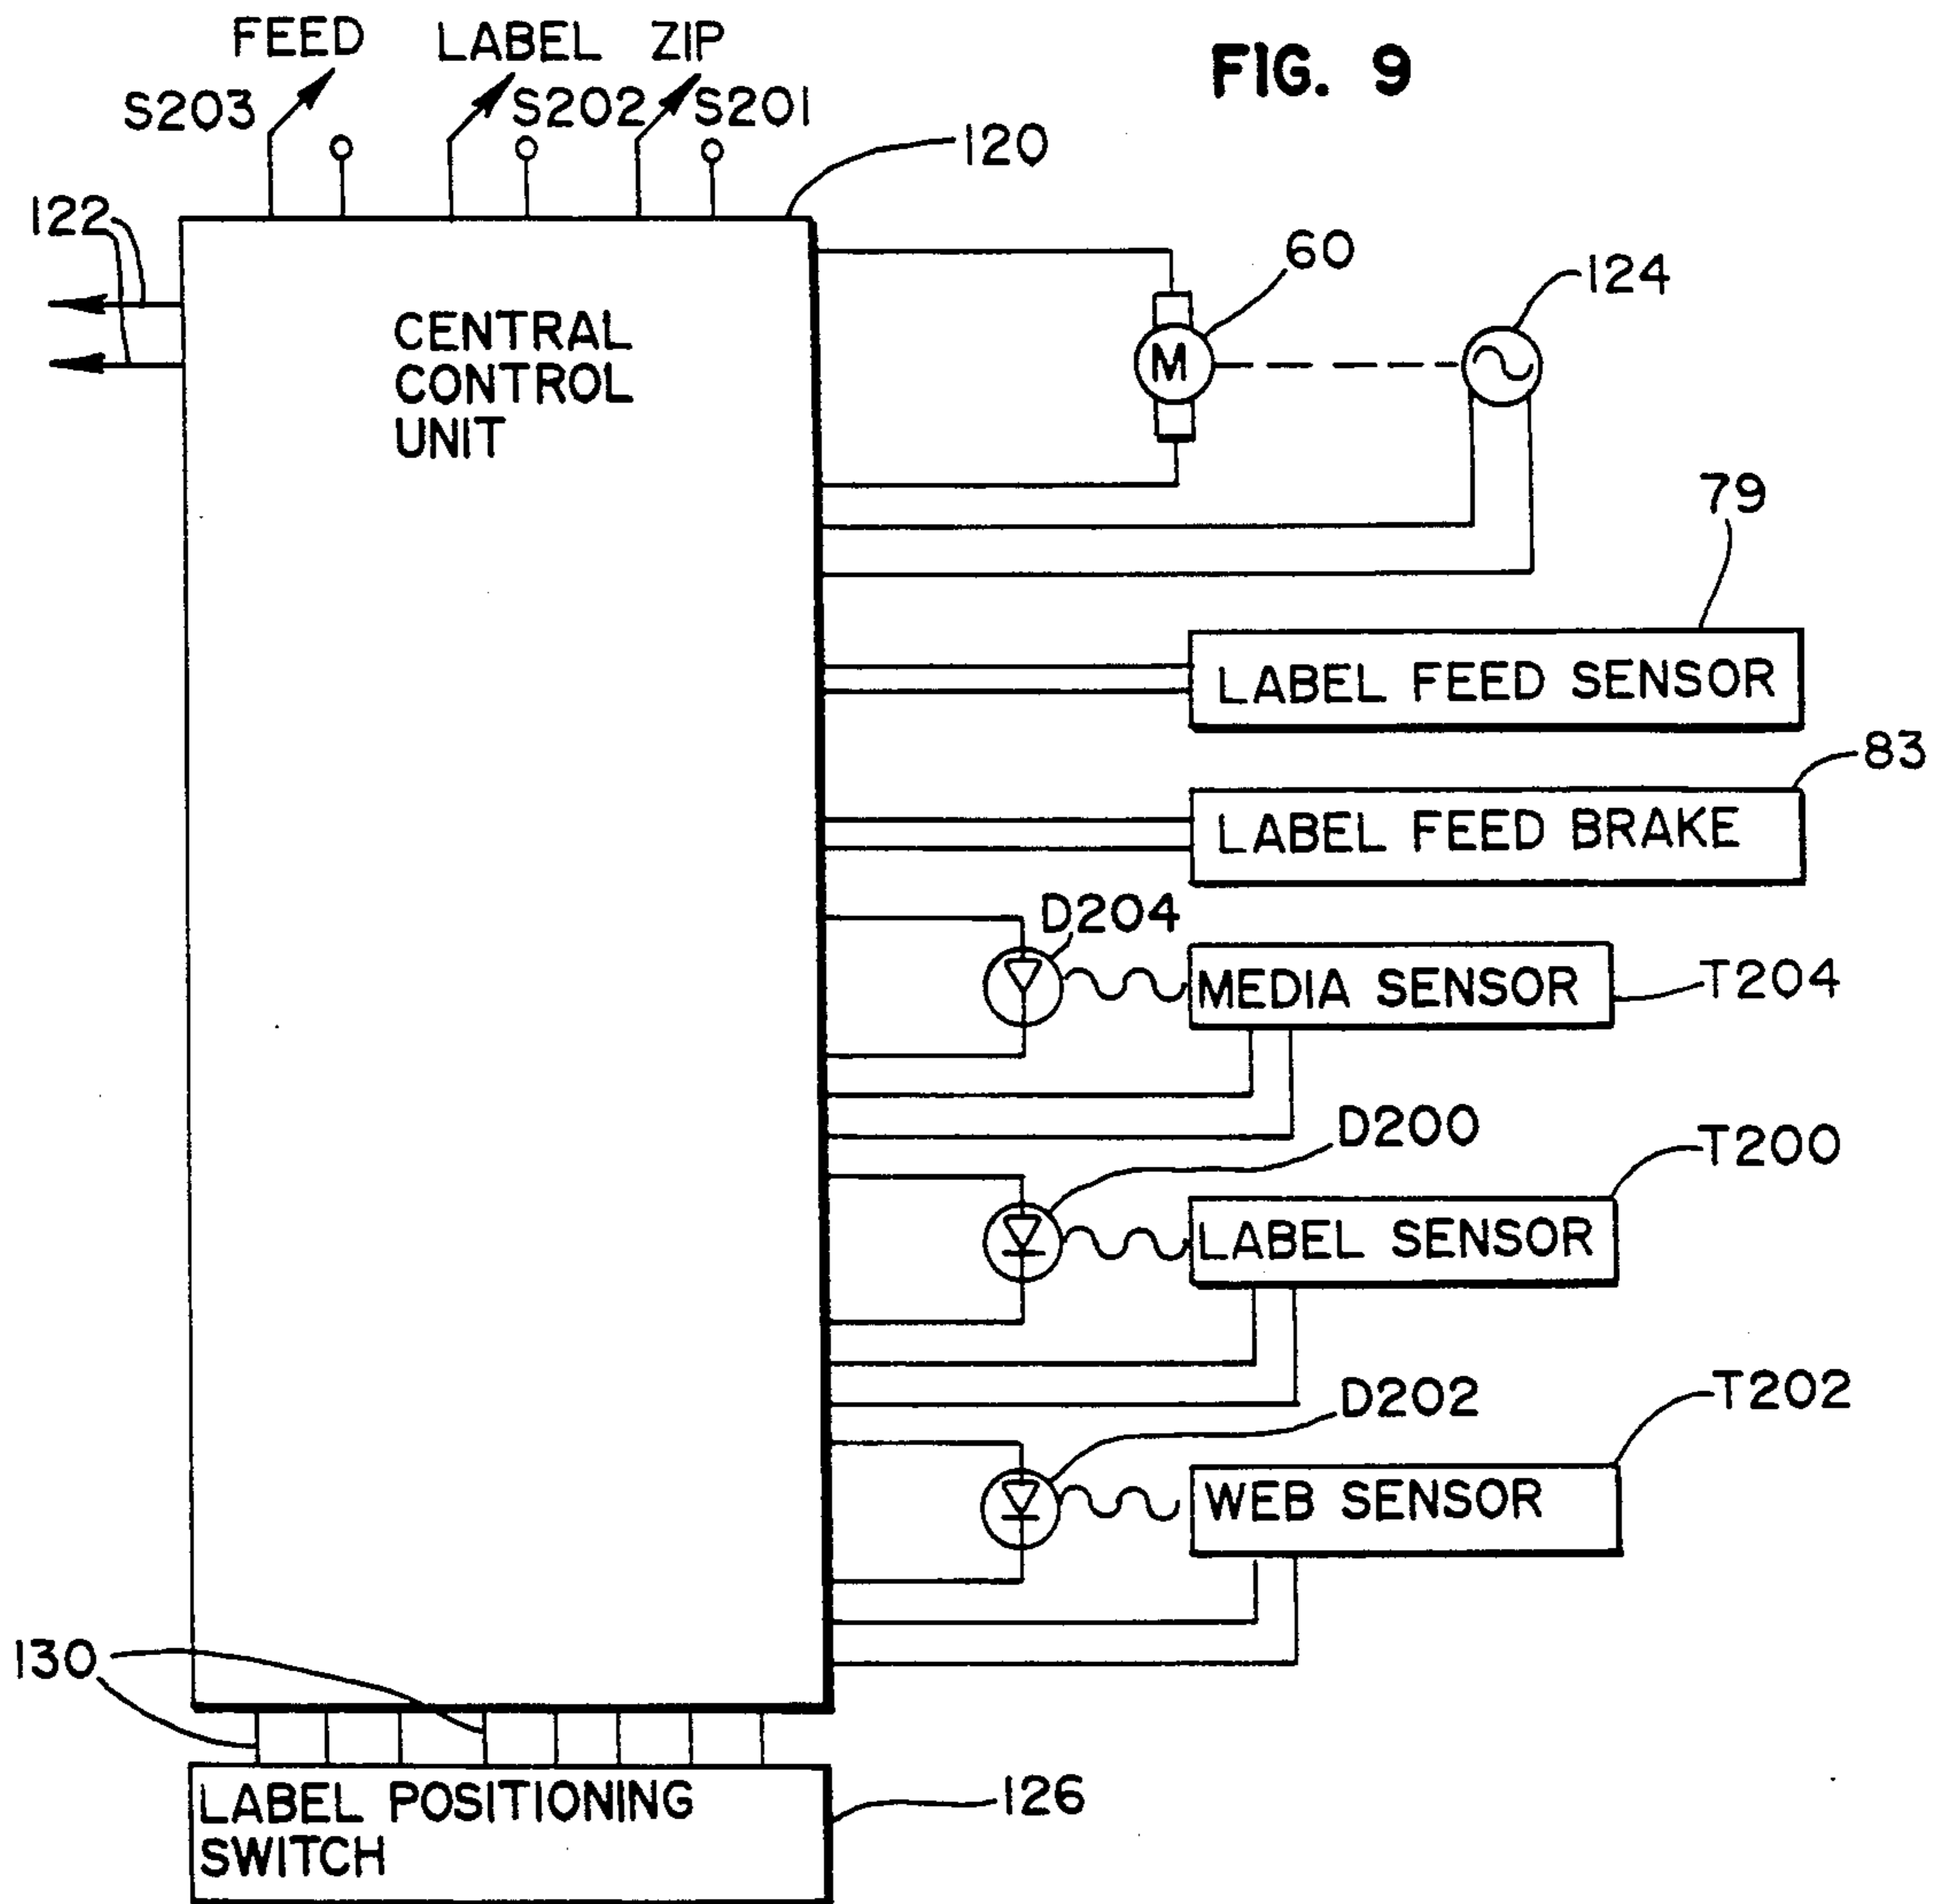 FIG. 9
FEED LABEL ZIP
S203 S202 S201
120
122
CENTRAL
CONTROL
UNIT
60
M
124
79
LABEL FEED SENSOR
83
LABEL FEED BRAKE
D204
MEDIA SENSOR
T204
D200
T200
LABEL SENSOR
D202
T202
WEB SENSOR
130
LABEL POSITIONING
SWITCH
126